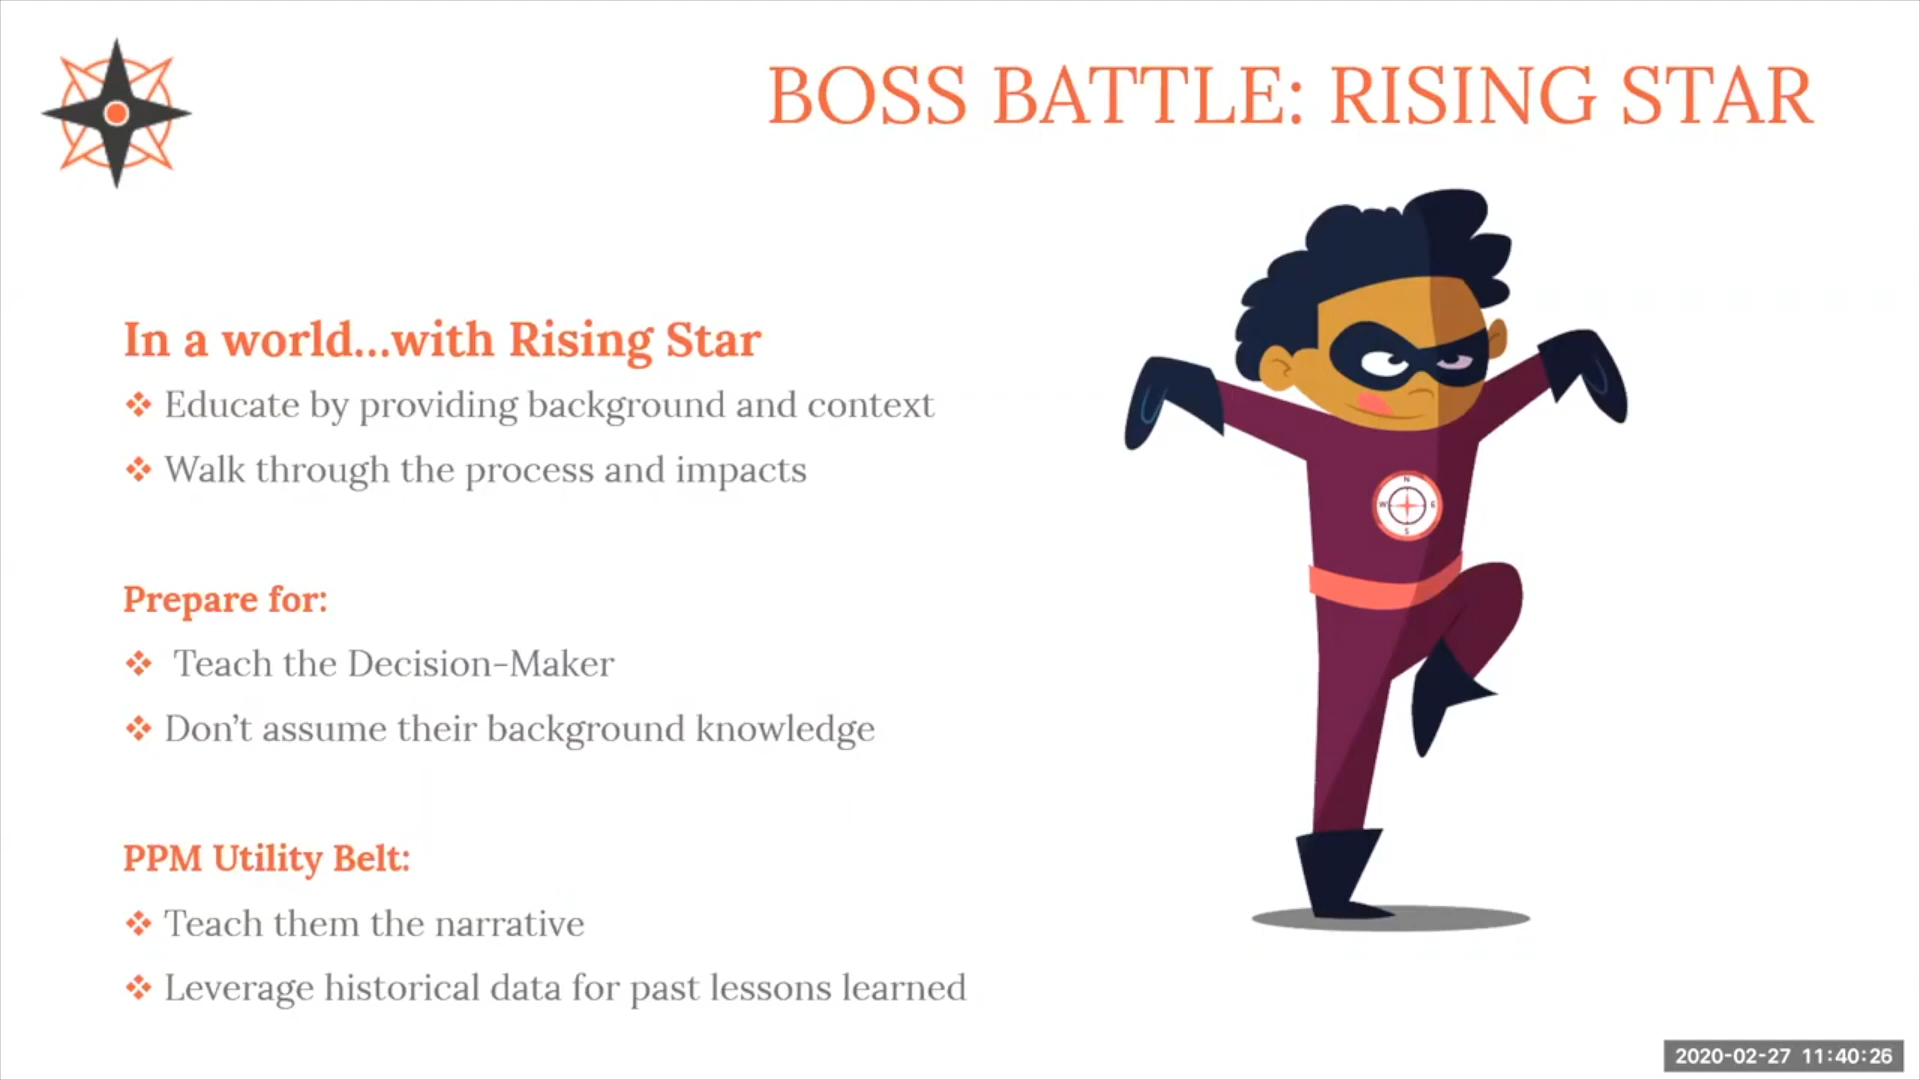 BOSS BATTLE: RISING STAR
In a world...with Rising Star
❖ Educate by providing background and context
❖ Walk through the process and impacts
N
W E
S
Prepare for:
❖ Teach the Decision-Maker
❖ Don’t assume their background knowledge
PPM Utility Belt:
❖ Teach them the narrative
❖ Leverage historical data for past lessons learned
2020-02-27 11:40:26